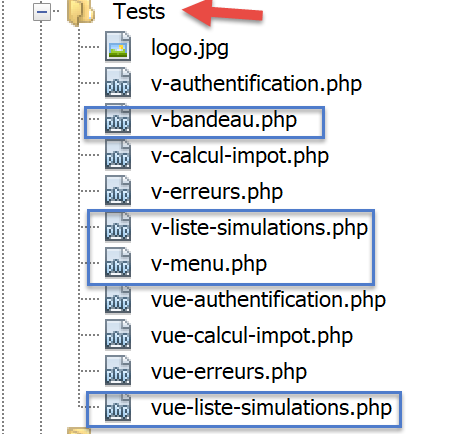 Tests
logo.jpg
v-authentification.php
v-bandeau.php
v-calcul-impot.php
v-erreurs.php
v-liste-simulations.php
v-menu.php
vue-authentification.php
vue-calcul-impot.php
vue-erreurs.php
vue-liste-simulations.php